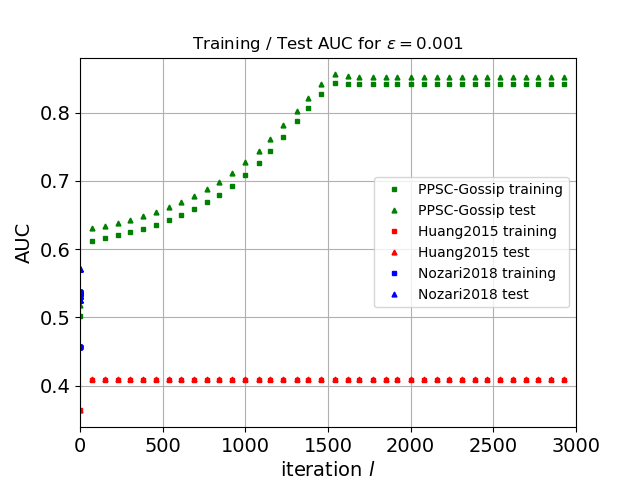 Training / Test AUC for ε = 0.001
AUC
0.8
0.7
0.6
0.5
0.4
PPSC-Gossip training
PPSC-Gossip test
Huang2015 training
Huang2015 test
Nozari2018 training
Nozari2018 test
0 500 1000 1500 2000 2500 3000
iteration l